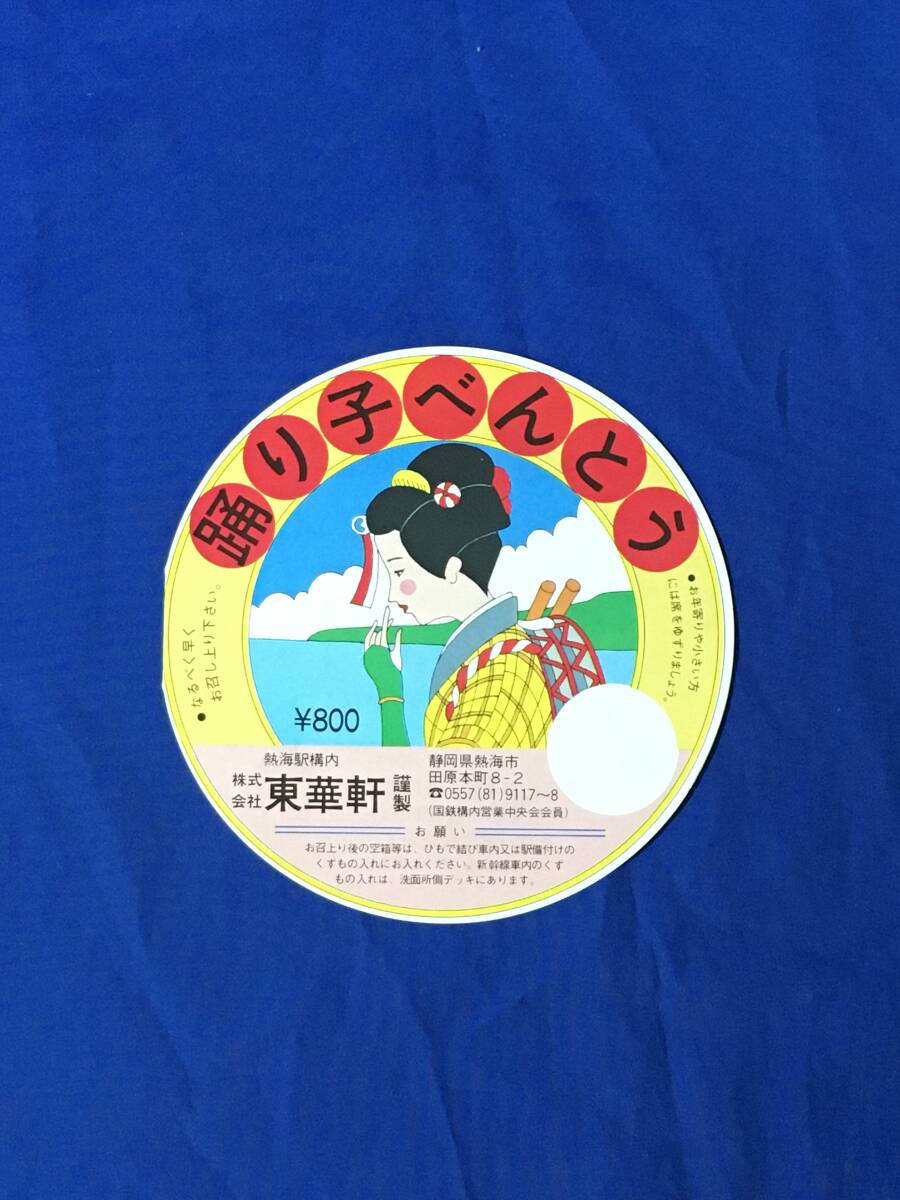 踊り子べんとう
●なるべく早く
お召し上り下さい。
●お年寄りや小さい方
には席をゆずりましょう。
¥800
熱海駅構内
株式会社 東華軒 謹製
静岡県熱海市
田原本町8-2
☎0557(81)9117〜8
(国鉄構内営業中央会会員)
お願い
お召上り後の空箱等は、ひもで結び車内又は駅備付けの
くずもの入れにお入れください。新幹線車内のくず
もの入れは、洗面所側デッキにあります。